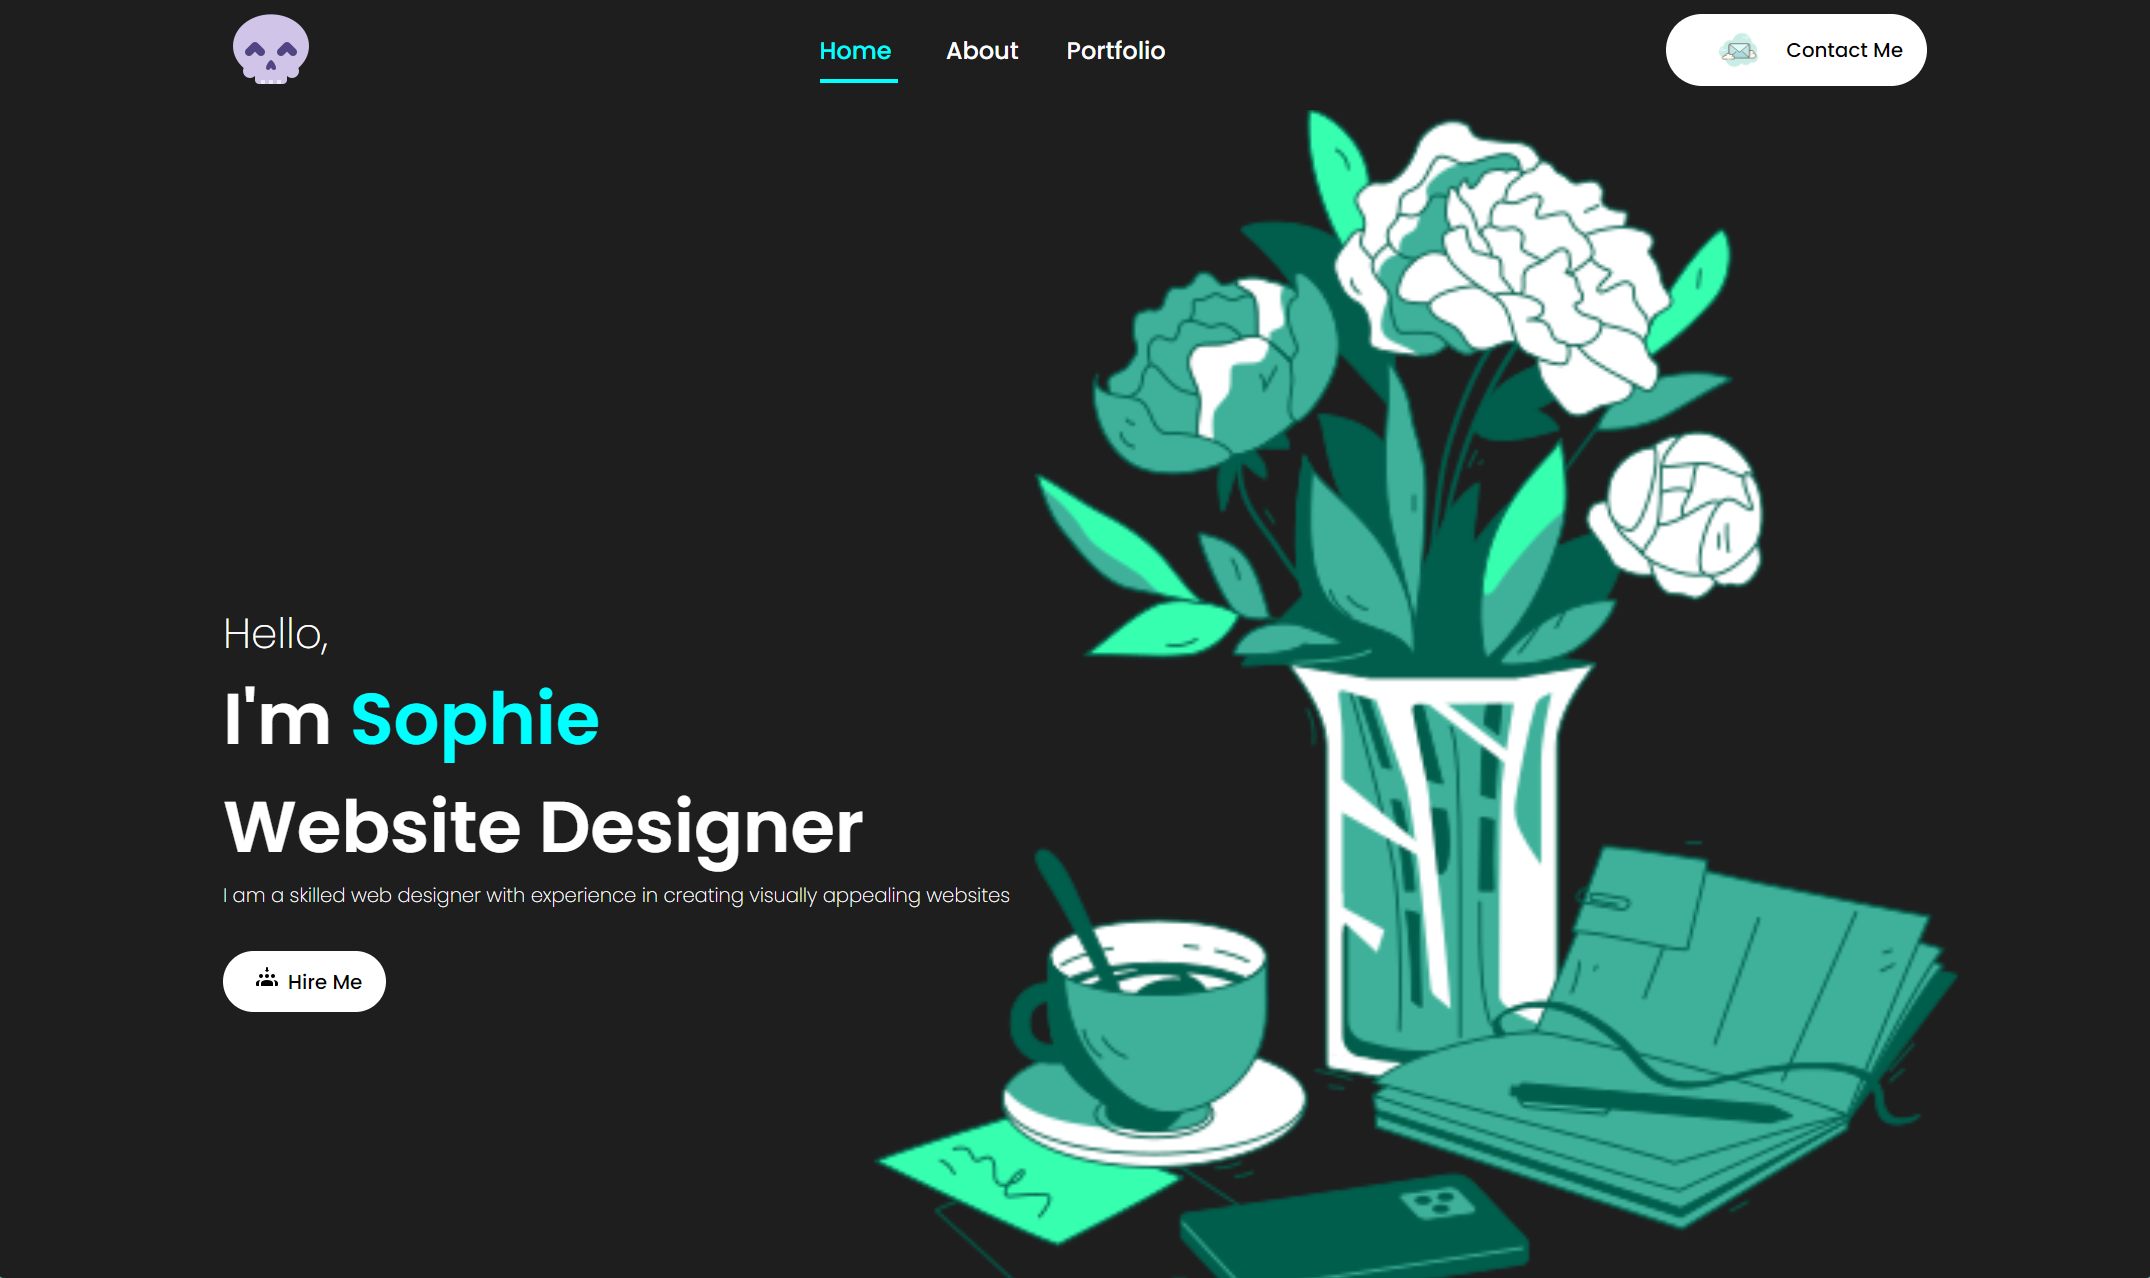 Home About Portfolio Contact Me
Hello,
I'm Sophie
Website Designer
I am a skilled web designer with experience in creating visually appealing websites
Hire Me